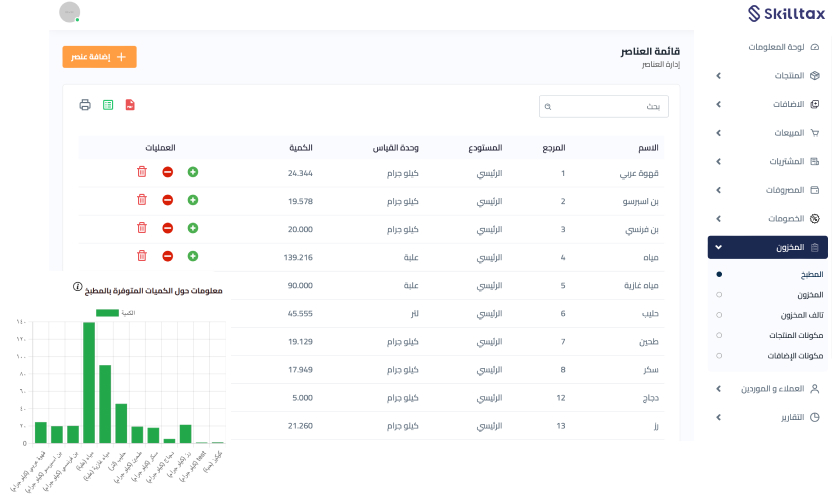 Skilltax
لوحة المعلومات
المنتجات
الاضافات
المبيعات
المشتريات
المصروفات
الخصومات
المخزون
المطبخ
المخزون
تالف المخزون
مكونات المنتجات
مكونات الإضافات
العملاء و الموردين
التقارير
قائمة العناصر
إدارة العناصر
إضافة عنصر
بحث
الاسم المرجع المستودع وحدة القياس الكمية العمليات
قهوة عربي 1 الرئيسي كيلو جرام 24.344
بن اسبرسو 2 الرئيسي كيلو جرام 19.578
بن فرنسي 3 الرئيسي كيلو جرام 20.000
مياه 4 الرئيسي علبة 139.216
مياه غازية 5 الرئيسي علبة 90.000
حليب 6 الرئيسي لتر 45.555
طحين 7 الرئيسي كيلو جرام 19.129
سكر 8 الرئيسي كيلو جرام 17.949
دجاج 12 الرئيسي كيلو جرام 5.000
رز 13 الرئيسي كيلو جرام 21.260
معلومات حول الكميات المتوفرة بالمطبخ
الكمية
١٤٠
١٢٠
١٠٠
٨٠
٦٠
٤٠
٢٠
0
قهوة عربي (كيلو جرام)
بن اسبرسو (كيلو جرام)
بن فرنسي (كيلو جرام)
مياه (علبة)
مياه غازية (علبة)
حليب (لتر)
طحين (كيلو جرام)
سكر (كيلو جرام)
دجاج (كيلو جرام)
رز (كيلو جرام)
test (كيلو جرام)